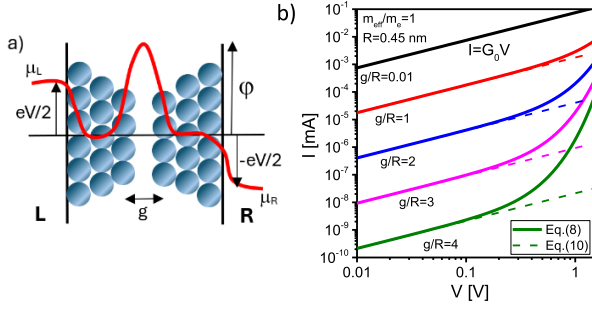 a)
μL
eV/2
φ
-eV/2
μR
L
g
R
b)
I [mA]
10-1
10-2
10-3
10-4
10-5
10-6
10-7
10-8
10-9
10-10
meff/me=1
R=0.45 nm
I=G0V
g/R=0.01
g/R=1
g/R=2
g/R=3
g/R=4
Eq.(8)
Eq.(10)
0.01
0.1
1
V [V]